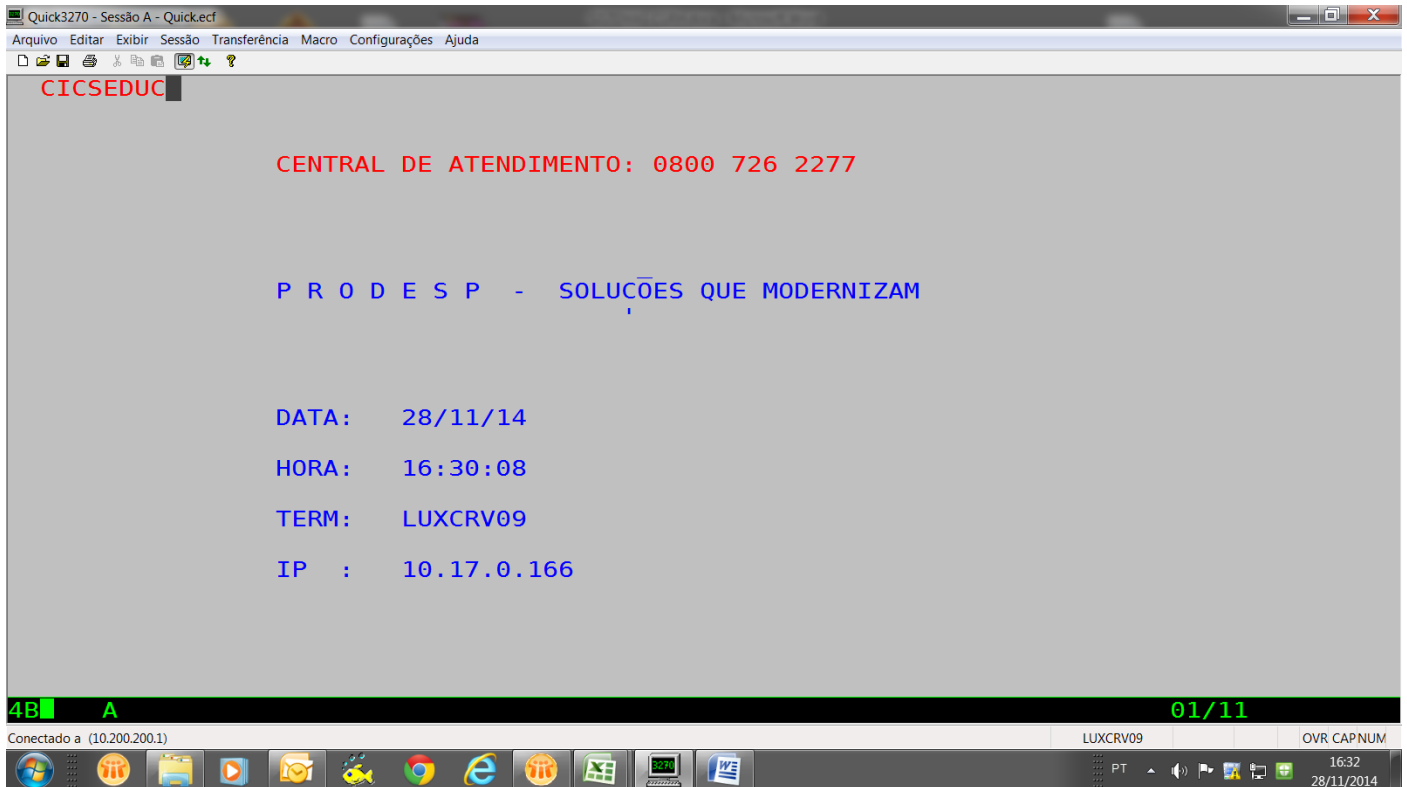 Quick3270 - Sessão A - Quick.ecf
Arquivo Editar Exibir Sessão Transferência Macro Configurações Ajuda
CICSEDUC
CENTRAL DE ATENDIMENTO: 0800 726 2277
P R O D E S P - SOLUCOES QUE MODERNIZAM
DATA: 28/11/14
HORA: 16:30:08
TERM: LUXCRV09
IP : 10.17.0.166
4B A 01/11
Conectado a (10.200.200.1) LUXCRV09 OVR CAP NUM
3270 PT 16:32
28/11/2014